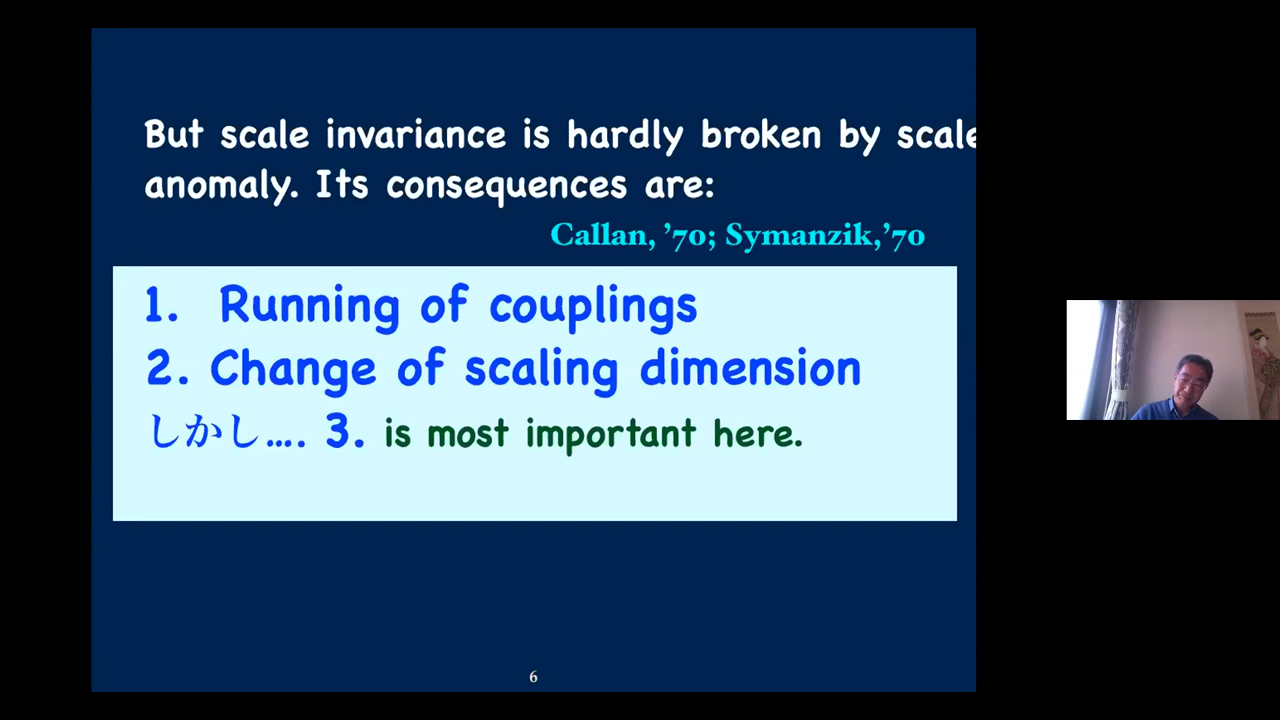 But scale invariance is hardly broken by scale
anomaly. Its consequences are:
Callan, ’70; Symanzik,’70
1. Running of couplings
2. Change of scaling dimension
しかし…. 3. is most important here.
6